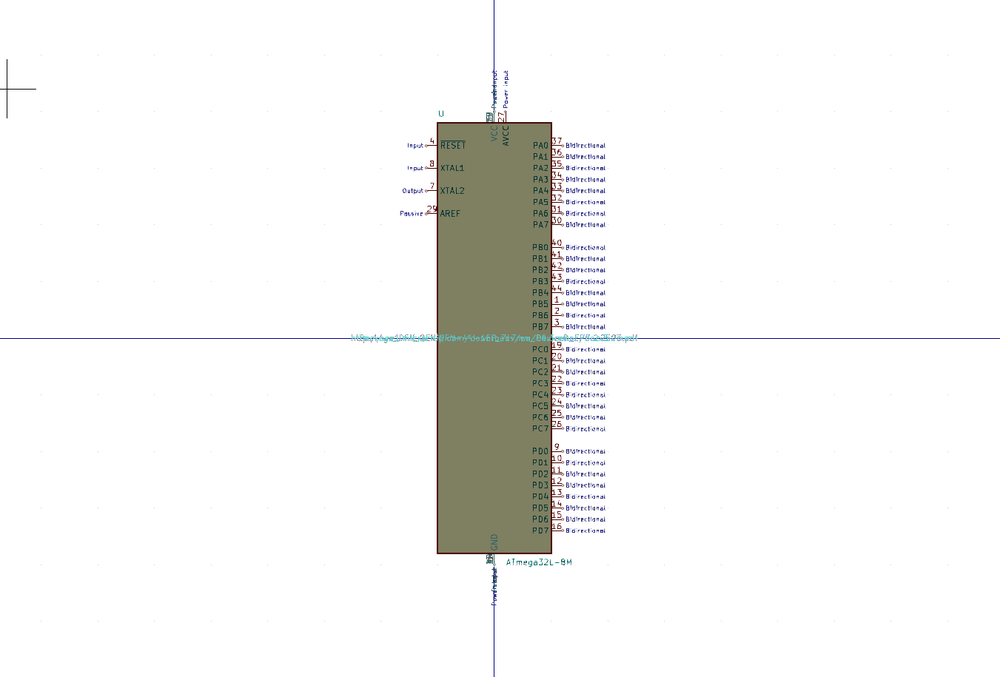 U
Power input
27
VCC
AVCC
Input 4 RESET
Input 8 XTAL1
Output 7 XTAL2
Passive 29 AREF
PA0 37 Bidirectional
PA1 36 Bidirectional
PA2 35 Bidirectional
PA3 34 Bidirectional
PA4 33 Bidirectional
PA5 32 Bidirectional
PA6 31 Bidirectional
PA7 30 Bidirectional
PB0 40 Bidirectional
PB1 41 Bidirectional
PB2 42 Bidirectional
PB3 43 Bidirectional
PB4 44 Bidirectional
PB5 1 Bidirectional
PB6 2 Bidirectional
PB7 3 Bidirectional
PC0 19 Bidirectional
PC1 20 Bidirectional
PC2 21 Bidirectional
PC3 22 Bidirectional
PC4 23 Bidirectional
PC5 24 Bidirectional
PC6 25 Bidirectional
PC7 26 Bidirectional
PD0 9 Bidirectional
PD1 10 Bidirectional
PD2 11 Bidirectional
PD3 12 Bidirectional
PD4 13 Bidirectional
PD5 14 Bidirectional
PD6 15 Bidirectional
PD7 16 Bidirectional
GND
ATmega32L-8M